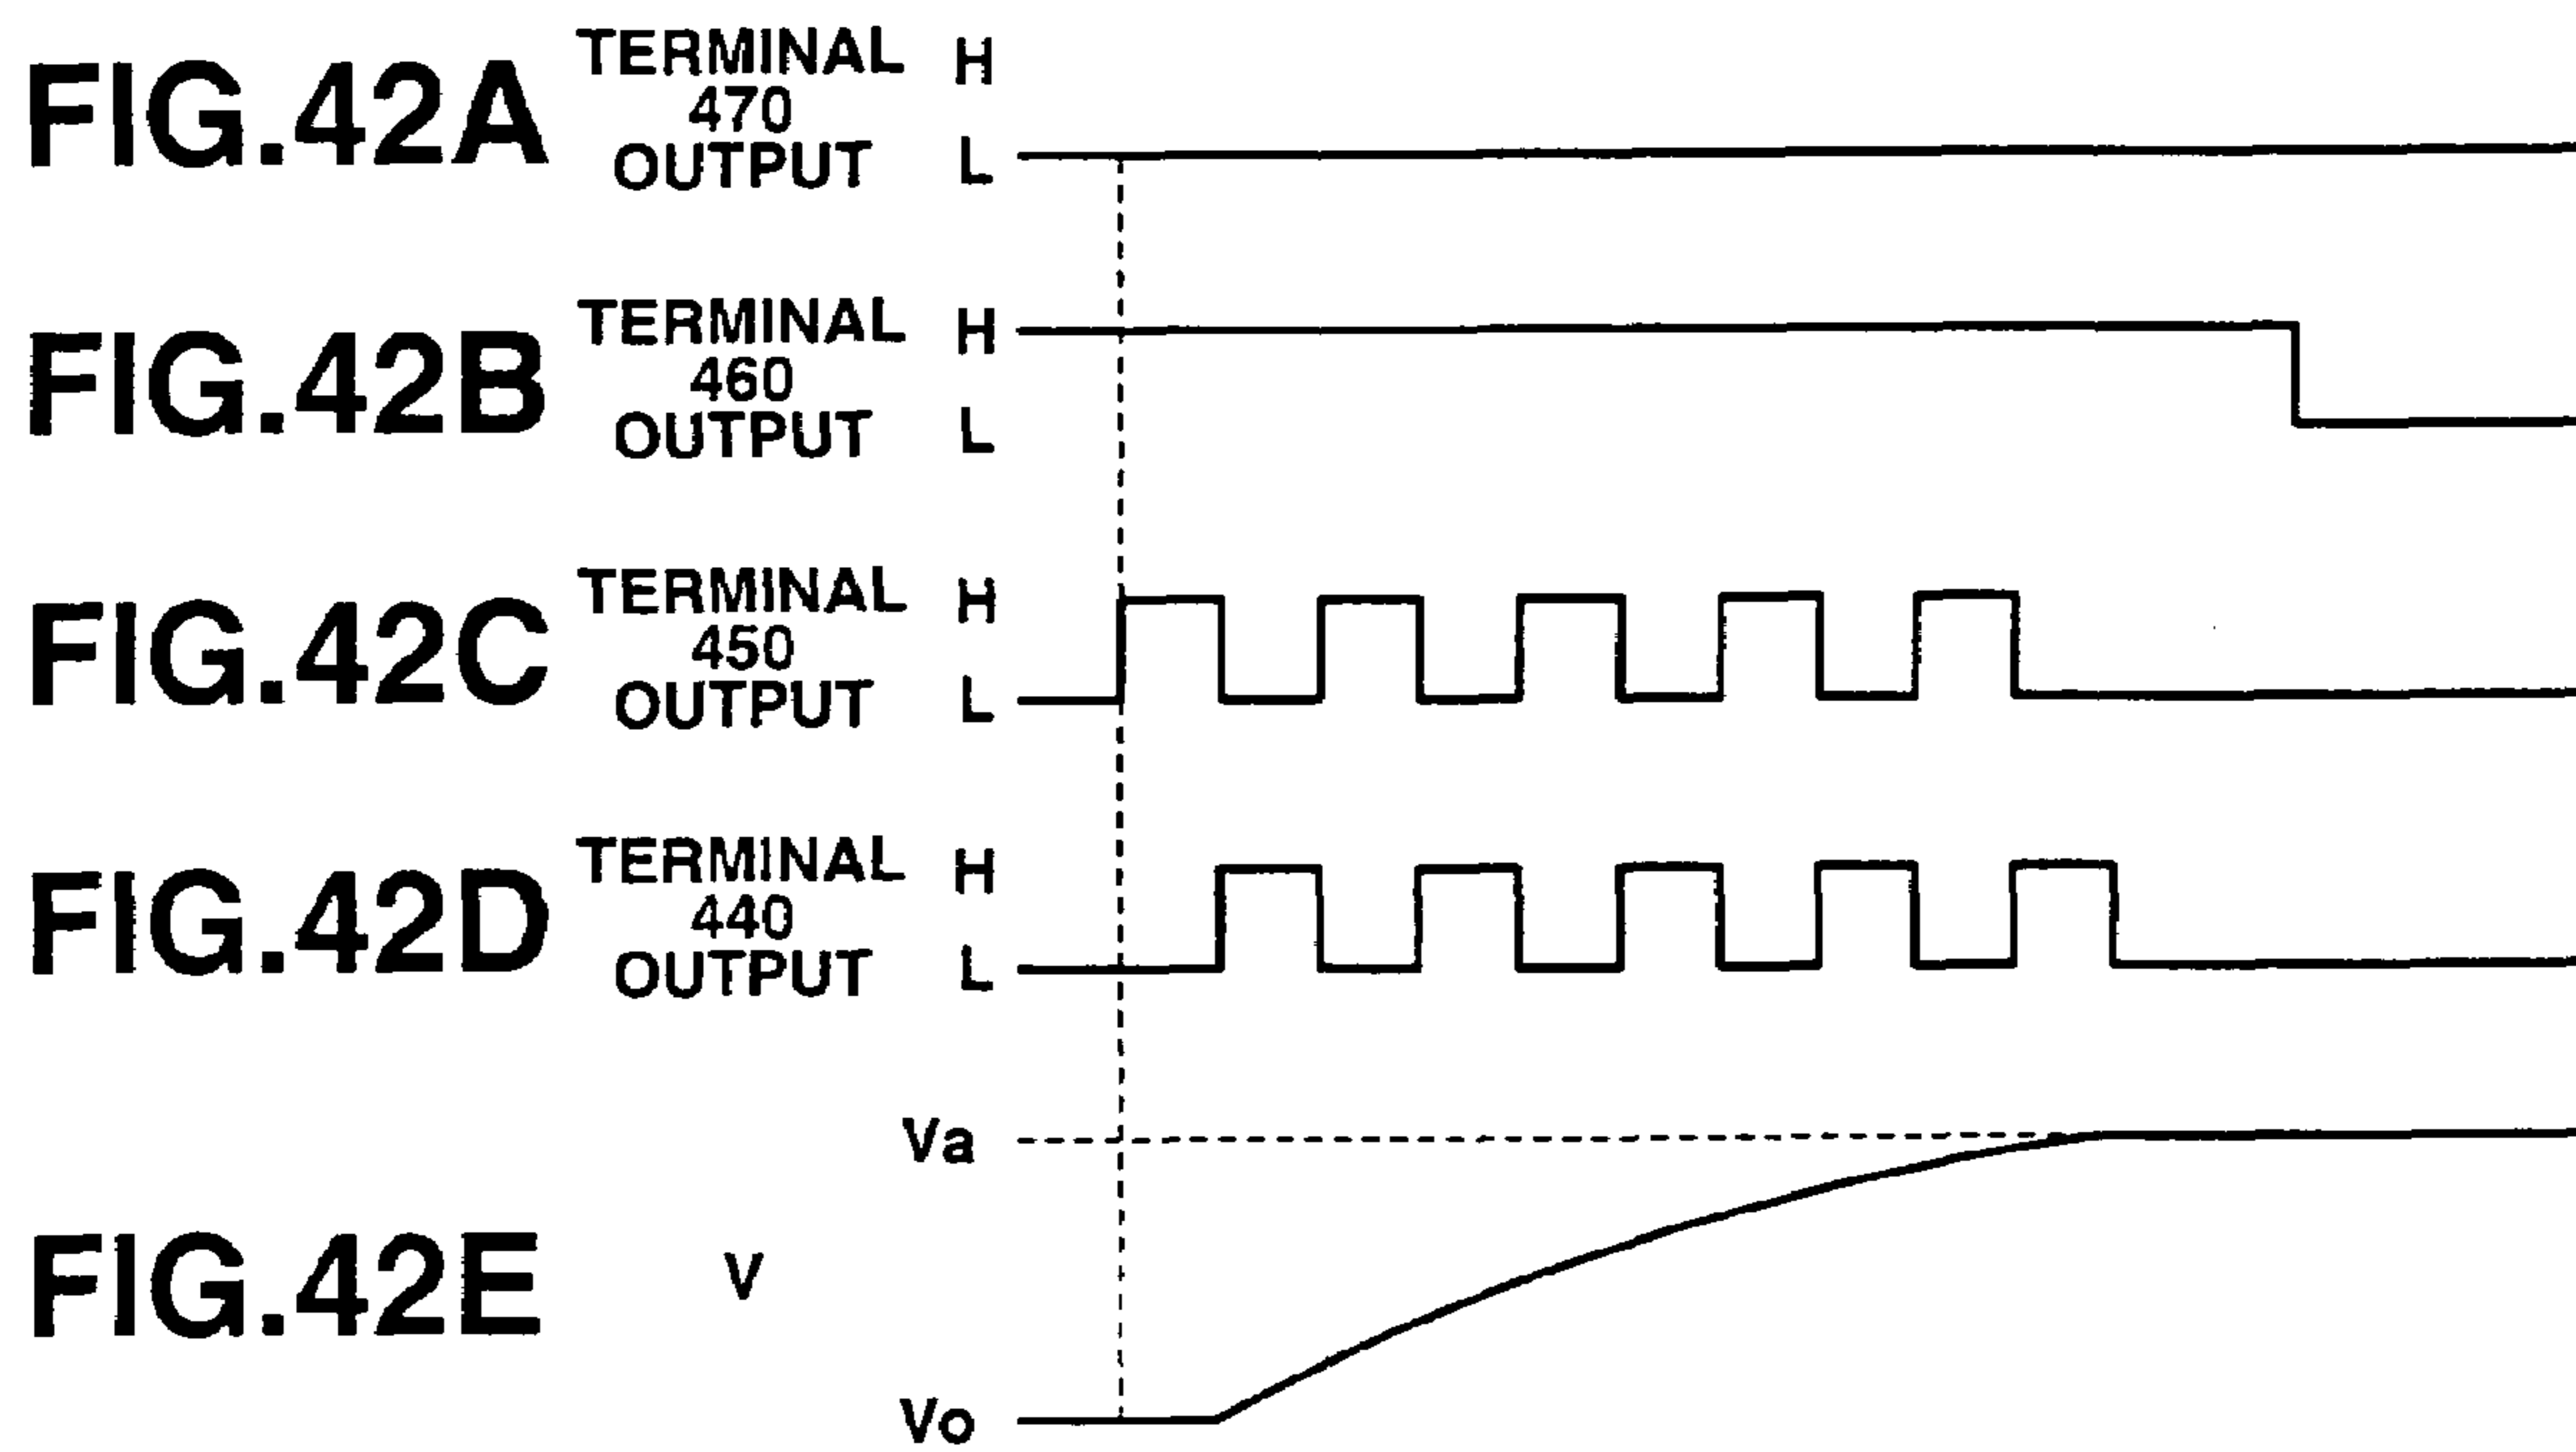 FIG.42A
TERMINAL
470
OUTPUT
H
L
FIG.42B
TERMINAL
460
OUTPUT
H
L
FIG.42C
TERMINAL
450
OUTPUT
H
L
FIG.42D
TERMINAL
440
OUTPUT
H
L
FIG.42E
V
Va
Vo